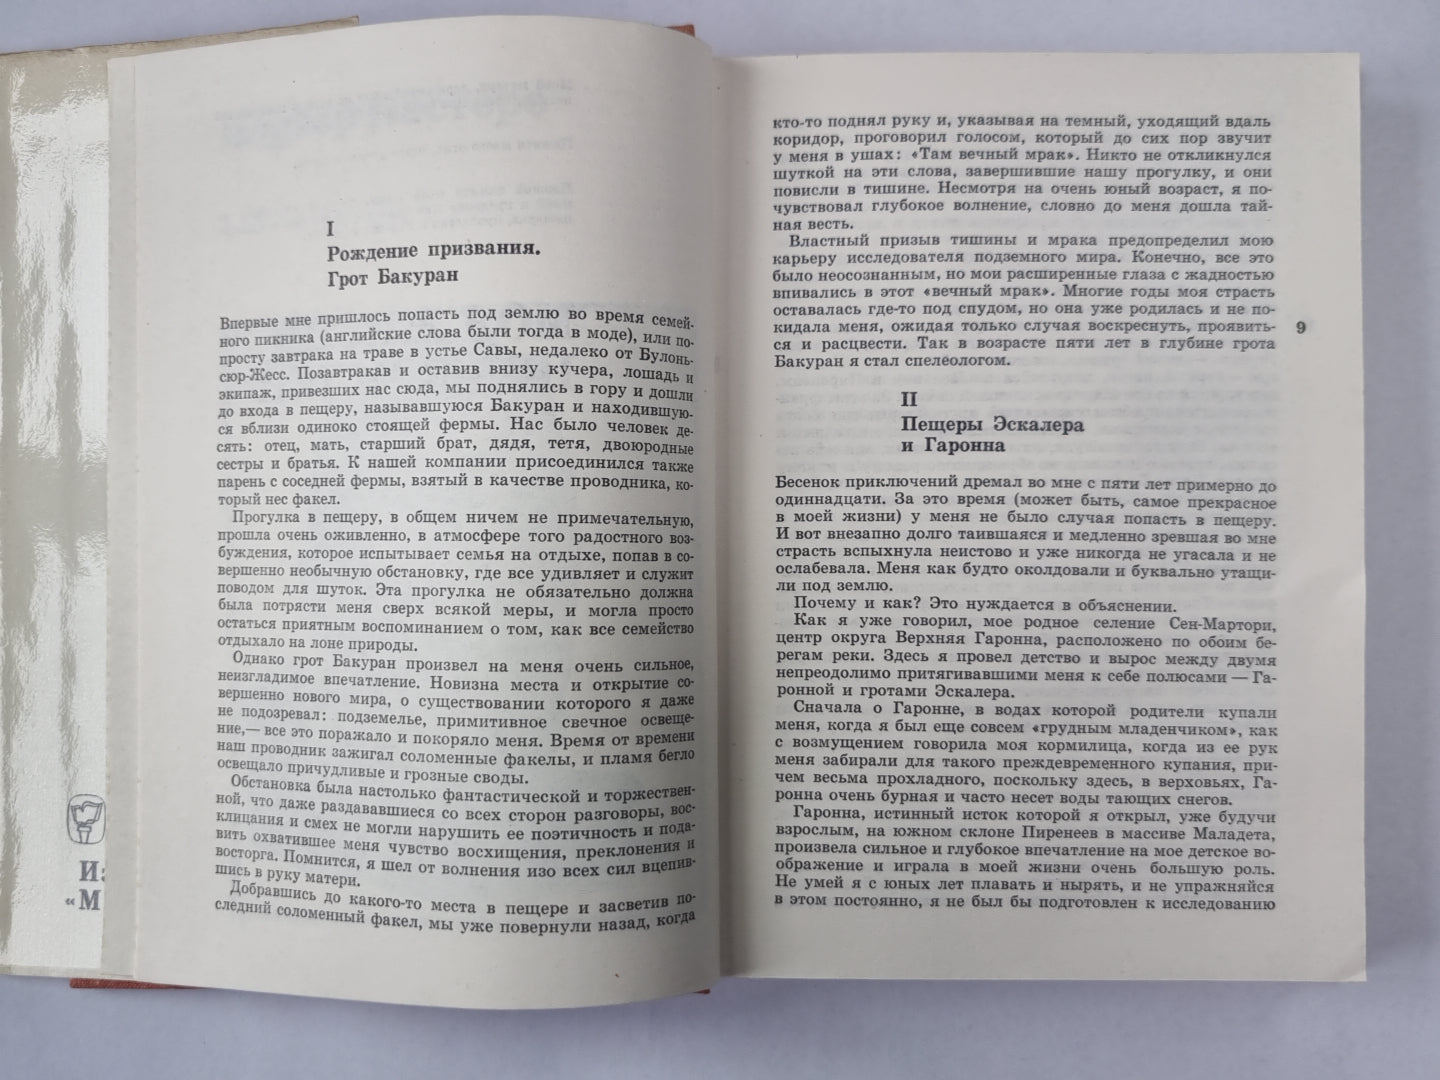 I
Рождение призвания.
Грот Бакуран
Впервые мне пришлось попасть под землю во время семей-
ного пикника (английские слова были тогда в моде), или по-
просту завтрака на траве в устье Савы, недалеко от Булонь-
сюр-Жесс. Позавтракав и оставив внизу кучера, лошадь и
экипаж, привезших нас сюда, мы поднялись в гору и дошли
до входа в пещеру, называвшуюся Бакуран и находившую-
ся вблизи одиноко стоящей фермы. Нас было человек де-
сять: отец, мать, старший брат, дядя, тетя, двоюродные
сестры и братья. К нашей компании присоединился также
парень с соседней фермы, взятый в качестве проводника, ко-
торый нес факел.
Прогулка в пещеру, в общем ничем не примечательную,
прошла очень оживленно, в атмосфере того радостного воз-
буждения, которое испытывает семья на отдыхе, попав в со-
вершенно необычную обстановку, где все удивляет и служит
поводом для шуток. Эта прогулка не обязательно должна
была потрясти меня сверх всякой меры, и могла просто
остаться приятным воспоминанием о том, как все семейство
отдыхало на лоне природы.
Однако грот Бакуран произвел на меня очень сильное,
неизгладимое впечатление. Новизна места и открытие со-
вершенно нового мира, о существовании которого я даже
не подозревал: подземелье, примитивное свечное освеще-
ние,— все это поражало и покоряло меня. Время от времени
наш проводник зажигал соломенные факелы, и пламя бегло
освещало причудливые и грозные своды.
Обстановка была настолько фантастической и торжествен-
ной, что даже раздававшиеся со всех сторон разговоры, вос-
клицания и смех не могли нарушить ее поэтичность и пода-
вить охватившее меня чувство восхищения, преклонения и
восторга. Помнится, я шел от волнения изо всех сил вцепив-
шись в руку матери.
Добравшись до какого-то места в пещере и засветив по-
следний соломенный факел, мы уже повернули назад, когда
Из
«М
кто-то поднял руку и, указывая на темный, уходящий вдаль
коридор, проговорил голосом, который до сих пор звучит
у меня в ушах: «Там вечный мрак». Никто не откликнулся
шуткой на эти слова, завершившие нашу прогулку, и они
повисли в тишине. Несмотря на очень юный возраст, я по-
чувствовал глубокое волнение, словно до меня дошла тай-
ная весть.
Властный призыв тишины и мрака предопределил мою
карьеру исследователя подземного мира. Конечно, все это
было неосознанным, но мои расширенные глаза с жадностью
впивались в этот «вечный мрак». Многие годы моя страсть
оставалась где-то под спудом, но она уже родилась и не по-
кидала меня, ожидая только случая воскреснуть, проявить-
ся и расцвести. Так в возрасте пяти лет в глубине грота
Бакуран я стал спелеологом.
9
II
Пещеры Эскалера
и Гаронна
Бесенок приключений дремал во мне с пяти лет примерно до
одиннадцати. За это время (может быть, самое прекрасное
в моей жизни) у меня не было случая попасть в пещеру.
И вот внезапно долго таившаяся и медленно зревшая во мне
страсть вспыхнула неистово и уже никогда не угасала и не
ослабевала. Меня как будто околдовали и буквально утащи-
ли под землю.
Почему и как? Это нуждается в объяснении.
Как я уже говорил, мое родное селение Сен-Мартори,
центр округа Верхняя Гаронна, расположено по обоим бе-
регам реки. Здесь я провел детство и вырос между двумя
непреодолимо притягивавшими меня к себе полюсами — Га-
ронной и гротами Эскалера.
Сначала о Гаронне, в водах которой родители купали
меня, когда я был еще совсем «грудным младенчиком», как
с возмущением говорила моя кормилица, когда из ее рук
меня забирали для такого преждевременного купания, при-
чем весьма прохладного, поскольку здесь, в верховьях, Га-
ронна очень бурная и часто несет воды тающих снегов.
Гаронна, истинный исток которой я открыл, уже будучи
взрослым, на южном склоне Пиренеев в массиве Маладета,
произвела сильное и глубокое впечатление на мое детское во-
ображение и играла в моей жизни очень большую роль.
Не умей я с юных лет плавать и нырять, и не упражняйся
в этом постоянно, я не был бы подготовлен к исследованию